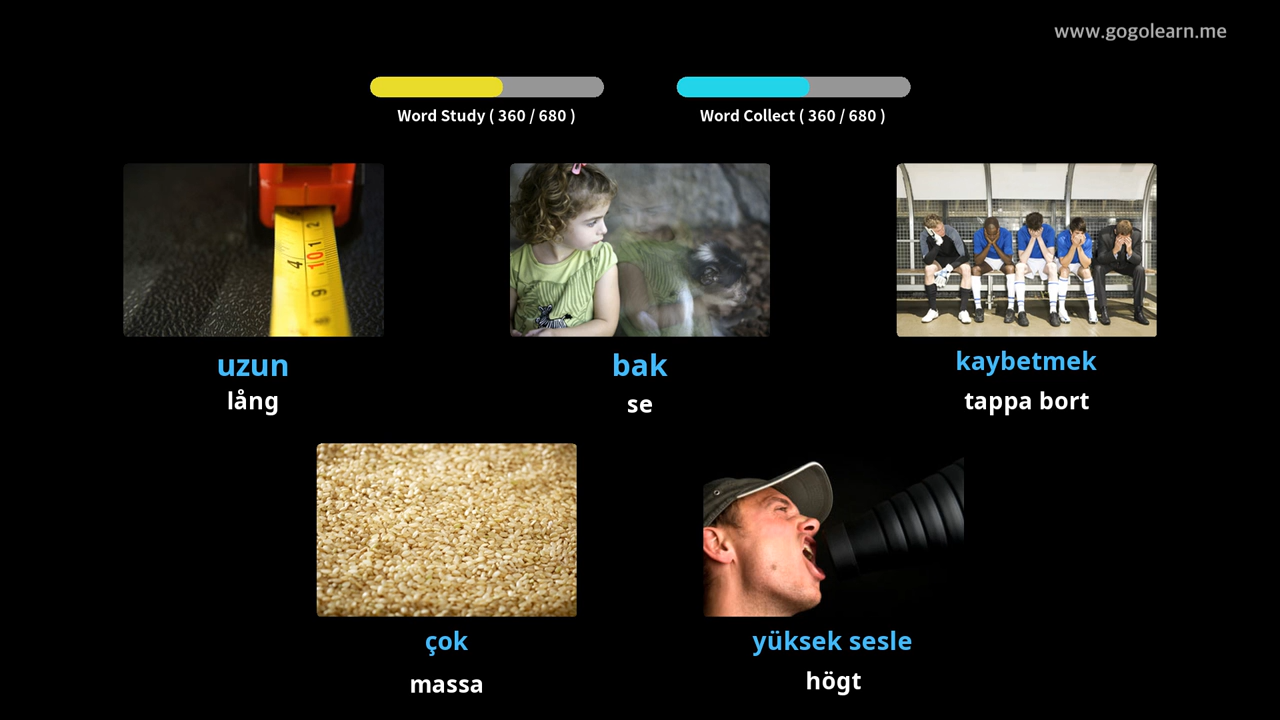 www.gogolearn.me
Word Study ( 360 / 680 )
Word Collect ( 360 / 680 )
uzun
lång
bak
se
kaybetmek
tappa bort
çok
massa
yüksek sesle
högt